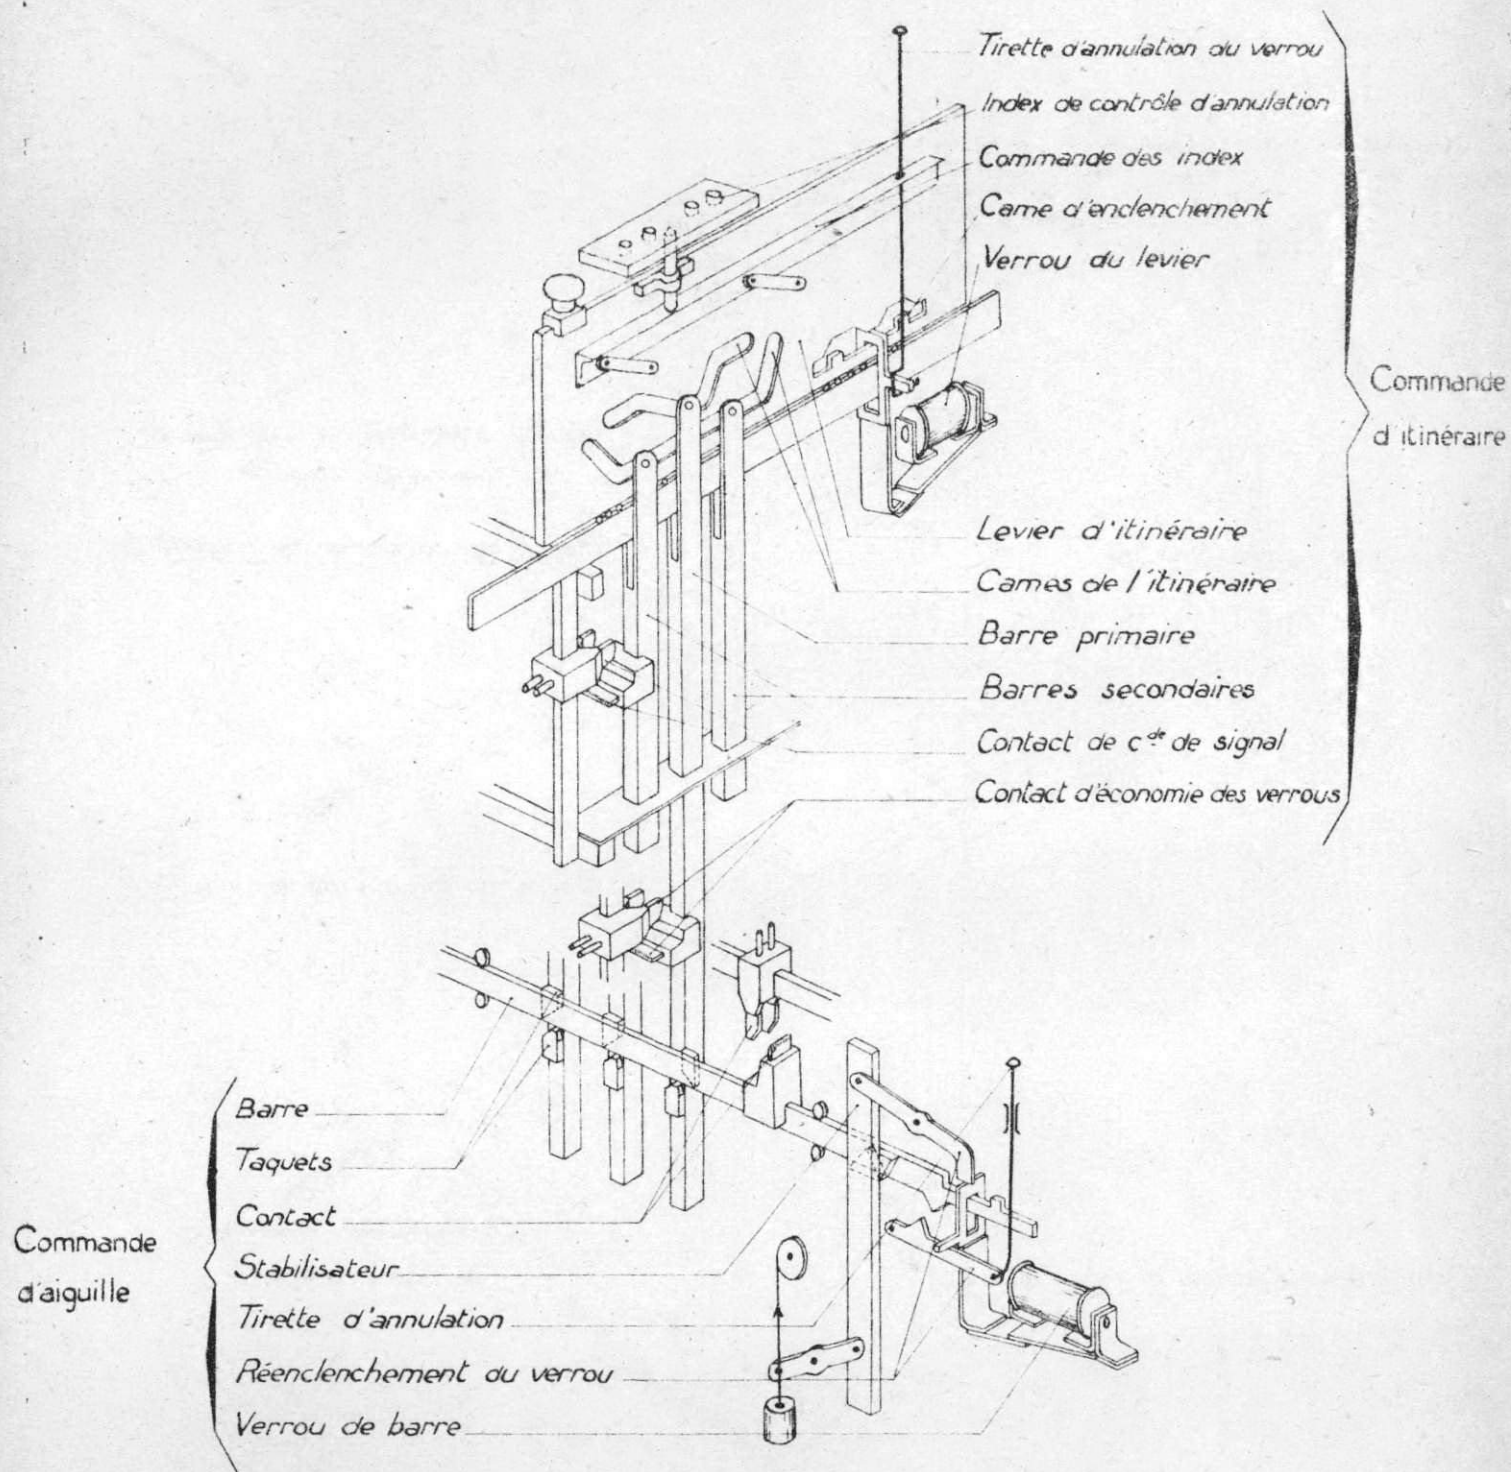 Tirette d'annulation du verrou
Index de contrôle d'annulation
Commande des index
Came d'enclenchement
Verrou du levier
Commande
d'itinéraire
Levier d'itinéraire
Cames de l'itinéraire
Barre primaire
Barres secondaires
Contact de cde de signal
Contact d'économie des verrous
Barre
Taquets
Contact
Commande
d'aiguille
Stabilisateur
Tirette d'annulation
Réenclenchement du verrou
Verrou de barre